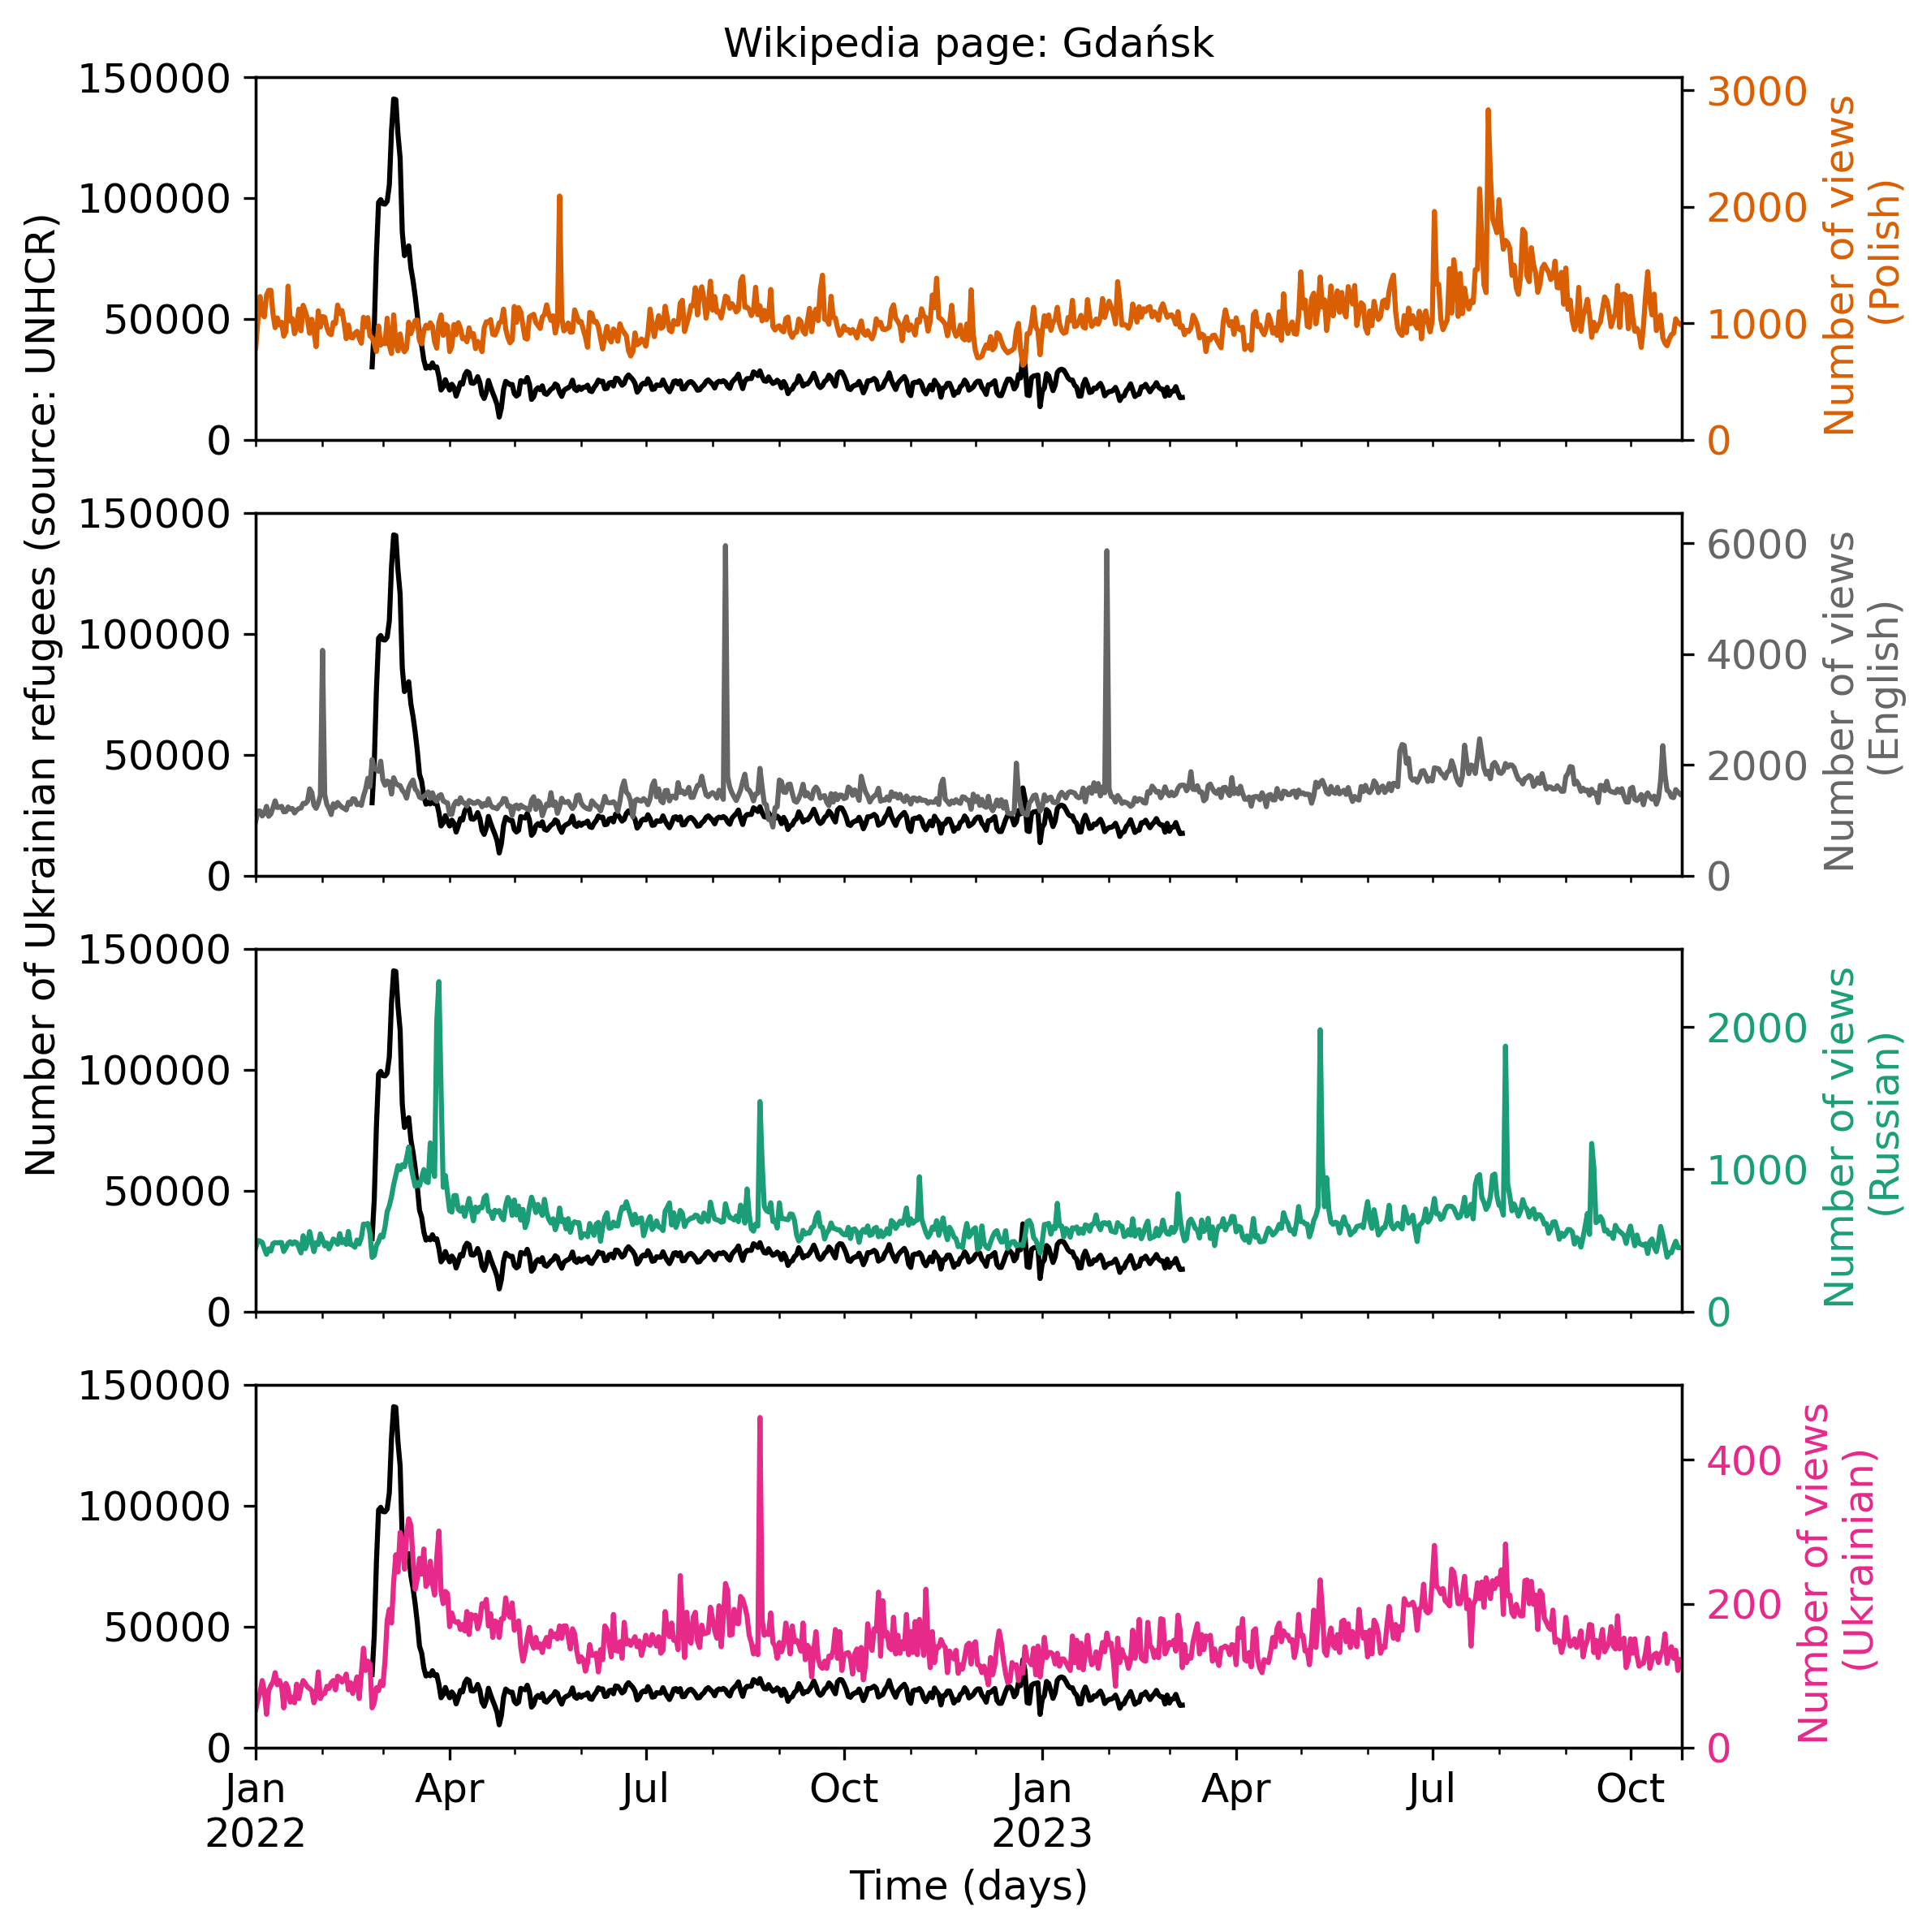 Wikipedia page: Gdańsk
Number of Ukrainian refugees (source: UNHCR)
150000
100000
50000
0
3000
2000
1000
0
Number of views
(Polish)
150000
100000
50000
0
6000
4000
2000
0
Number of views
(English)
150000
100000
50000
0
2000
1000
0
Number of views
(Russian)
150000
100000
50000
0
400
200
0
Number of views
(Ukrainian)
Jan Apr Jul Oct Jan Apr Jul Oct
2022 2023
Time (days)